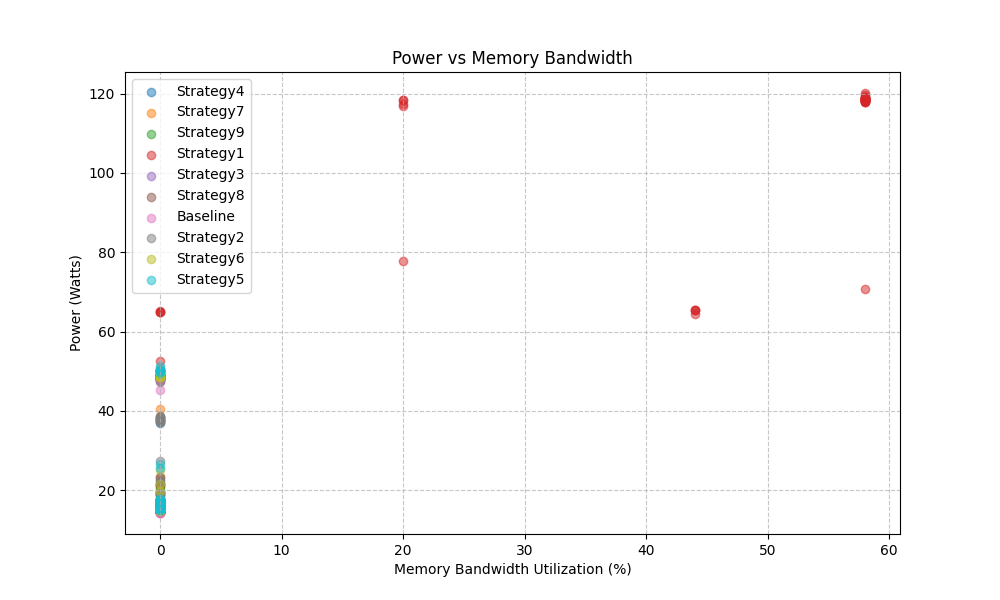 Power vs Memory Bandwidth
Power (Watts)
120
100
80
60
40
20
Strategy4
Strategy7
Strategy9
Strategy1
Strategy3
Strategy8
Baseline
Strategy2
Strategy6
Strategy5
0
10
20
30
40
50
60
Memory Bandwidth Utilization (%)